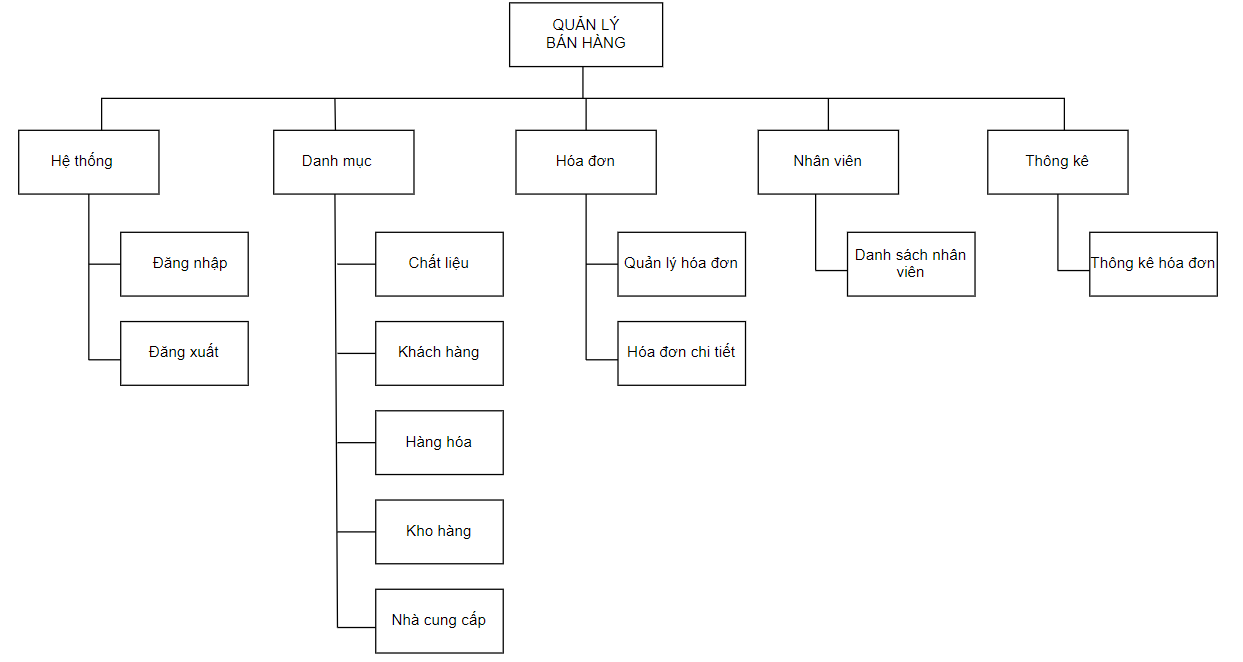 QUẢN LÝ
BÁN HÀNG
Hệ thống
Danh mục
Hóa đơn
Nhân viên
Thông kê
Đăng nhập
Chất liệu
Quản lý hóa đơn
Danh sách nhân
viên
Thông kê hóa đơn
Đăng xuất
Khách hàng
Hóa đơn chi tiết
Hàng hóa
Kho hàng
Nhà cung cấp